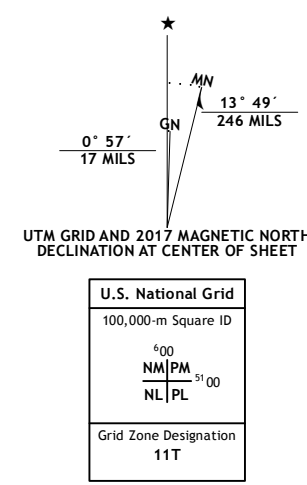 ★
MN
GN
13° 49´
246 MILS
0° 57´
17 MILS
UTM GRID AND 2017 MAGNETIC NORTH
DECLINATION AT CENTER OF SHEET
U.S. National Grid
100,000-m Square ID
⁶00
NM PM
⁵¹00
NL PL
Grid Zone Designation
11T